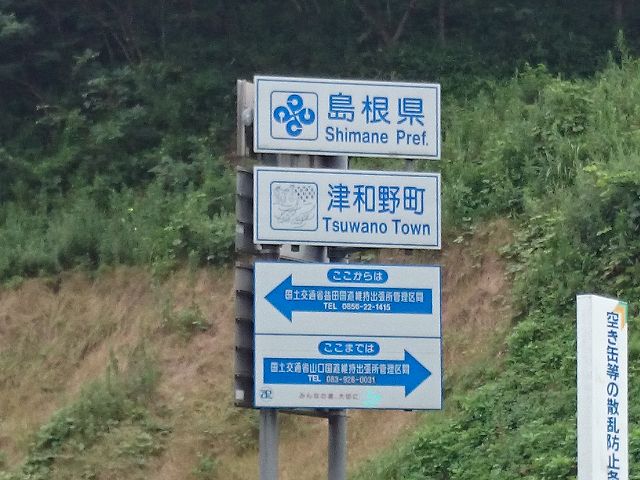 島根県
Shimane Pref.
津和野町
Tsuwano Town
ここからは
国土交通省益田国道維持出張所管理区間
TEL 0856-22-1415
ここまでは
国土交通省山口国道維持出張所管理区間
TEL 083-928-0031
みんなの道、大切に
空き缶等の散乱防止条